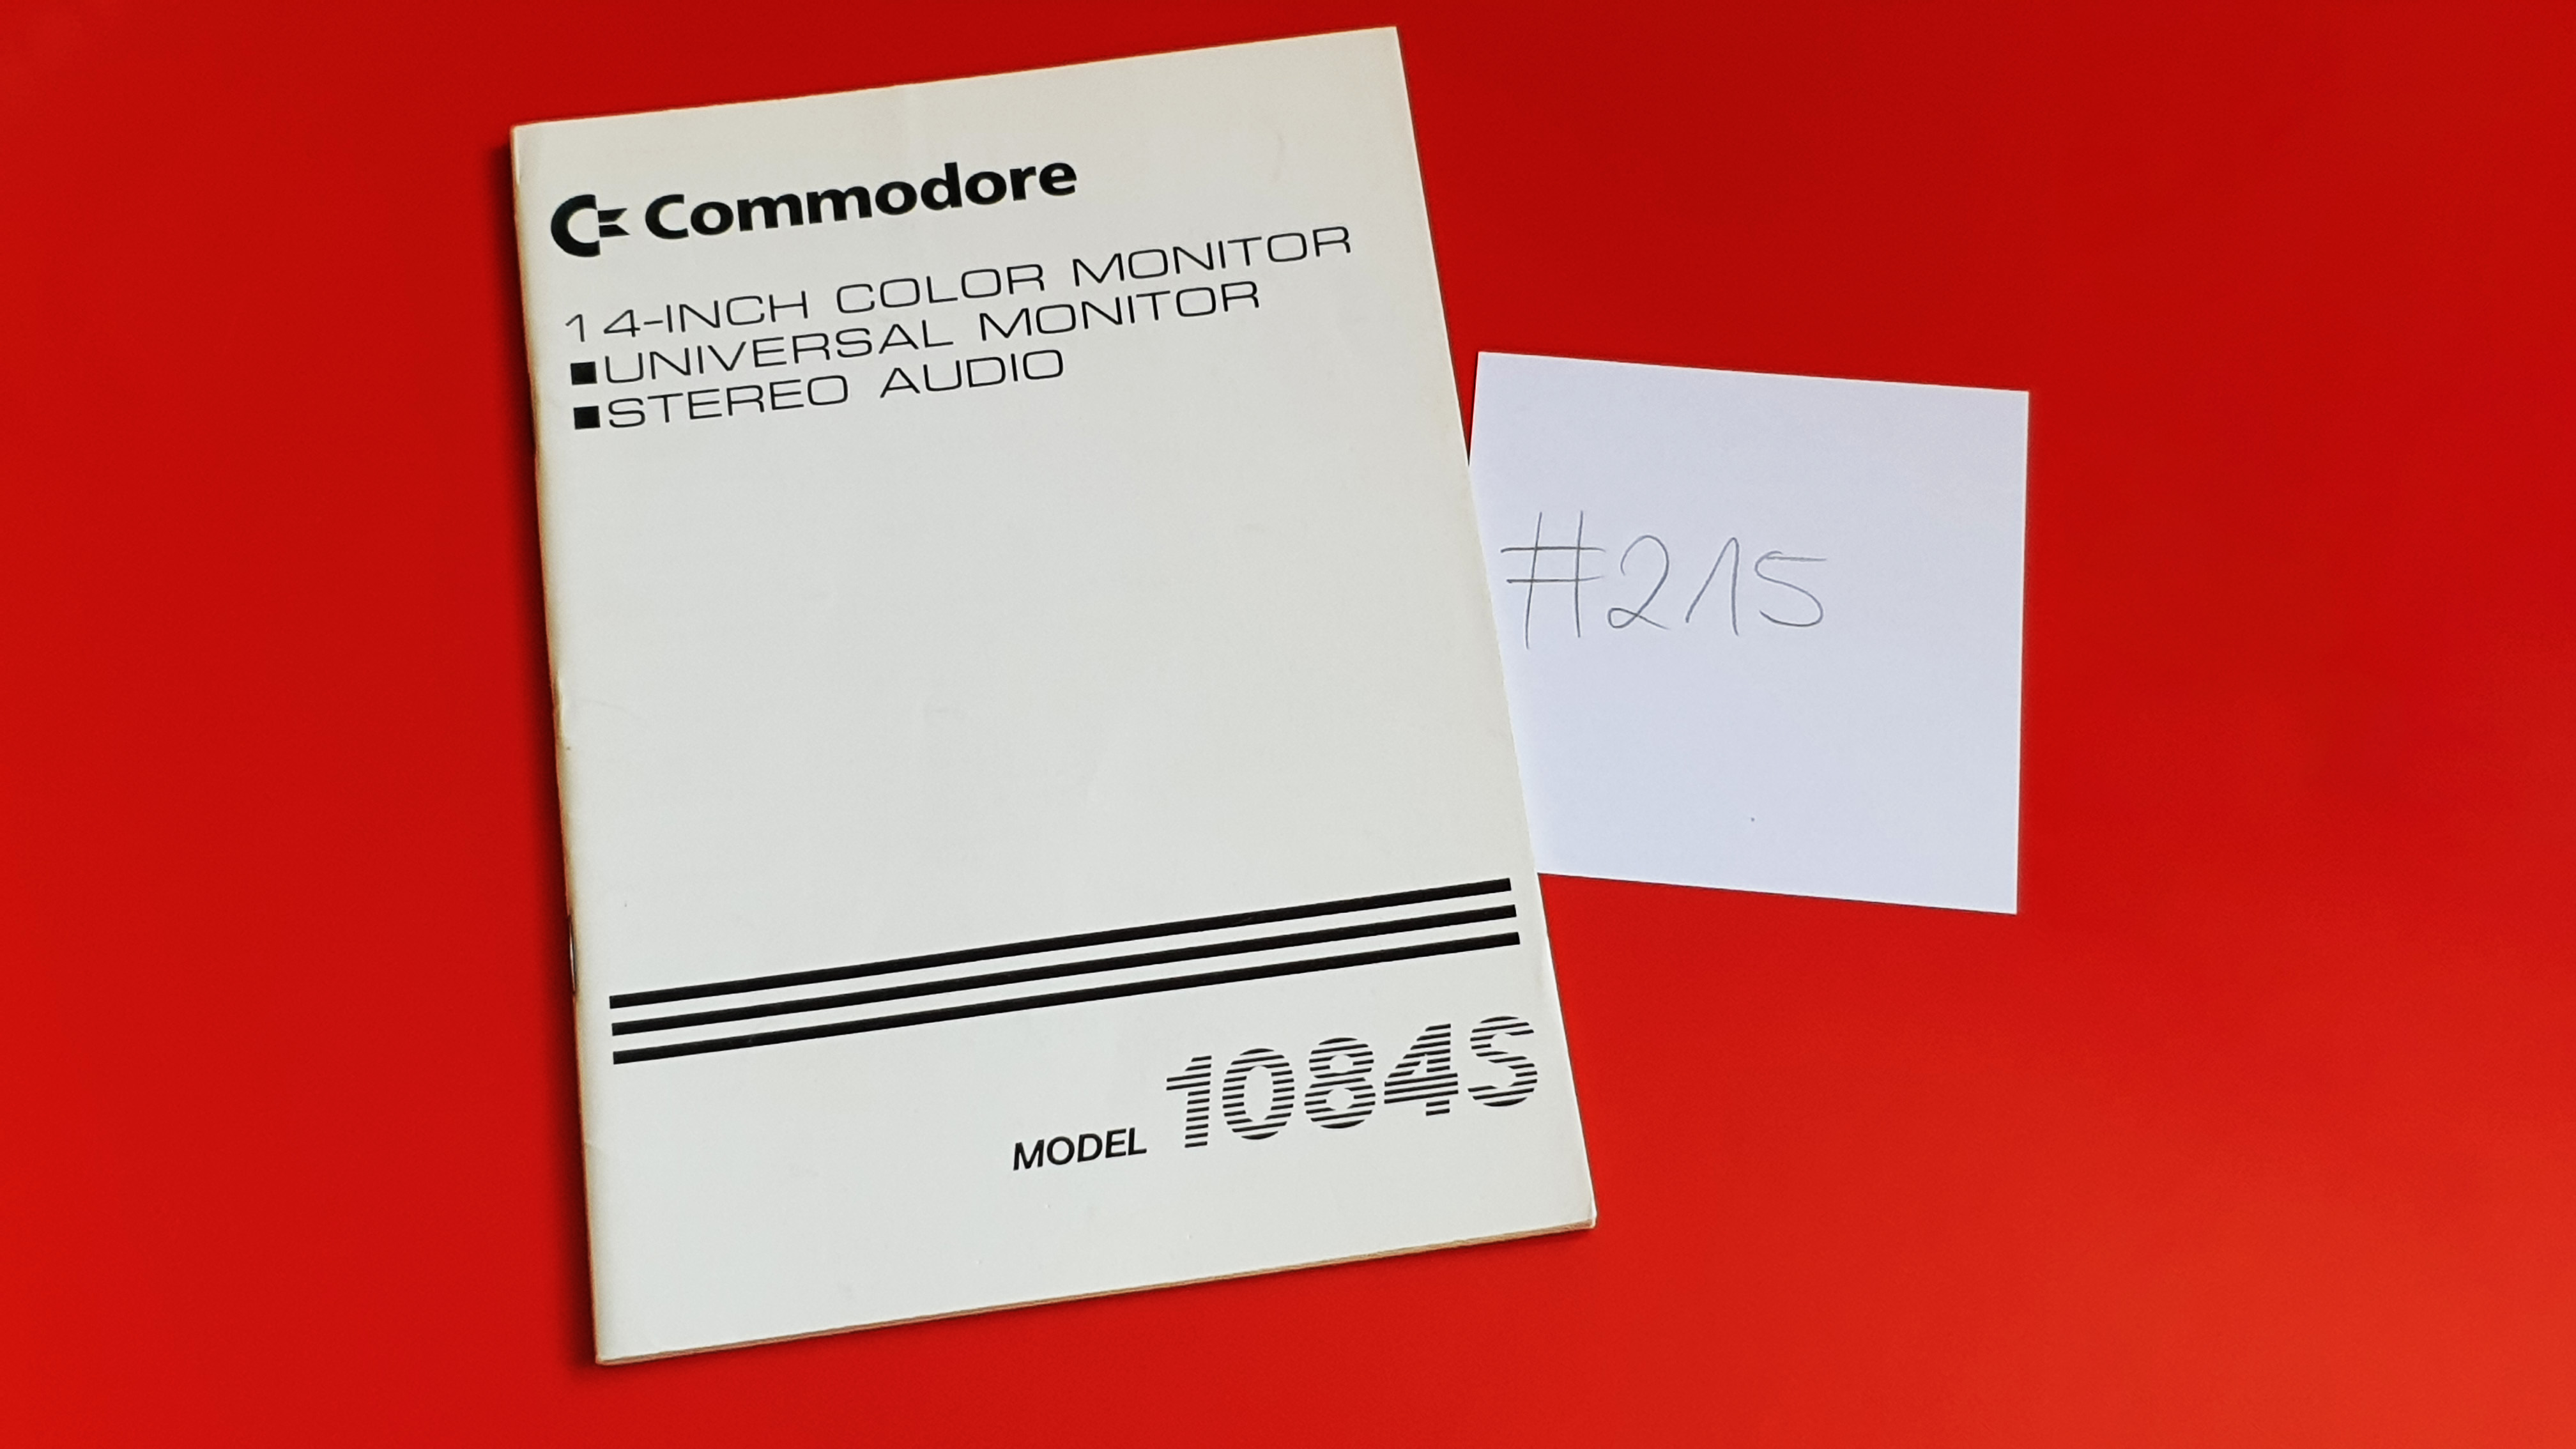 Commodore
14-INCH COLOR MONITOR
■UNIVERSAL MONITOR
■STEREO AUDIO
#215
MODEL 1084S